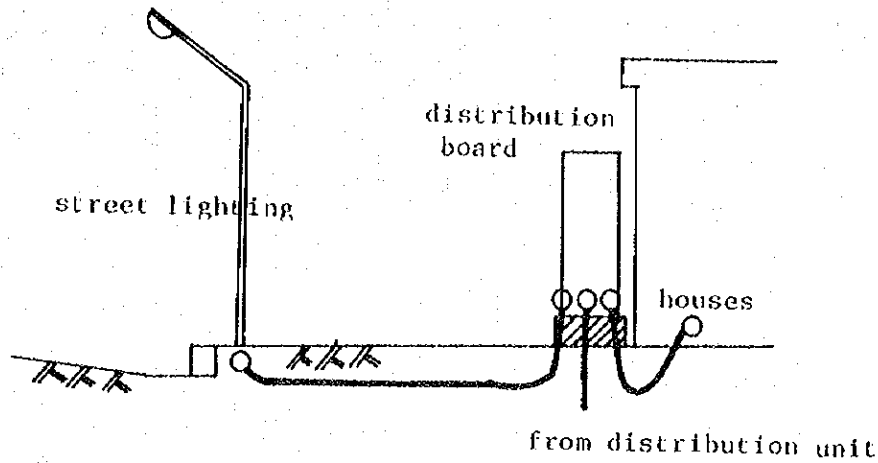 distribution
board
street lighting
houses
from distribution unit